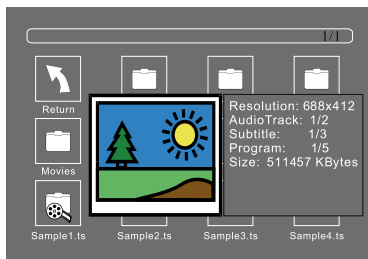 1/1
Return
Resolution: 688x412
AudioTrack: 1/2
Subtitle: 1/3
Program: 1/5
Size: 511457 KBytes
Movies
Sample1.ts
Sample2.ts
Sample3.ts
Sample4.ts